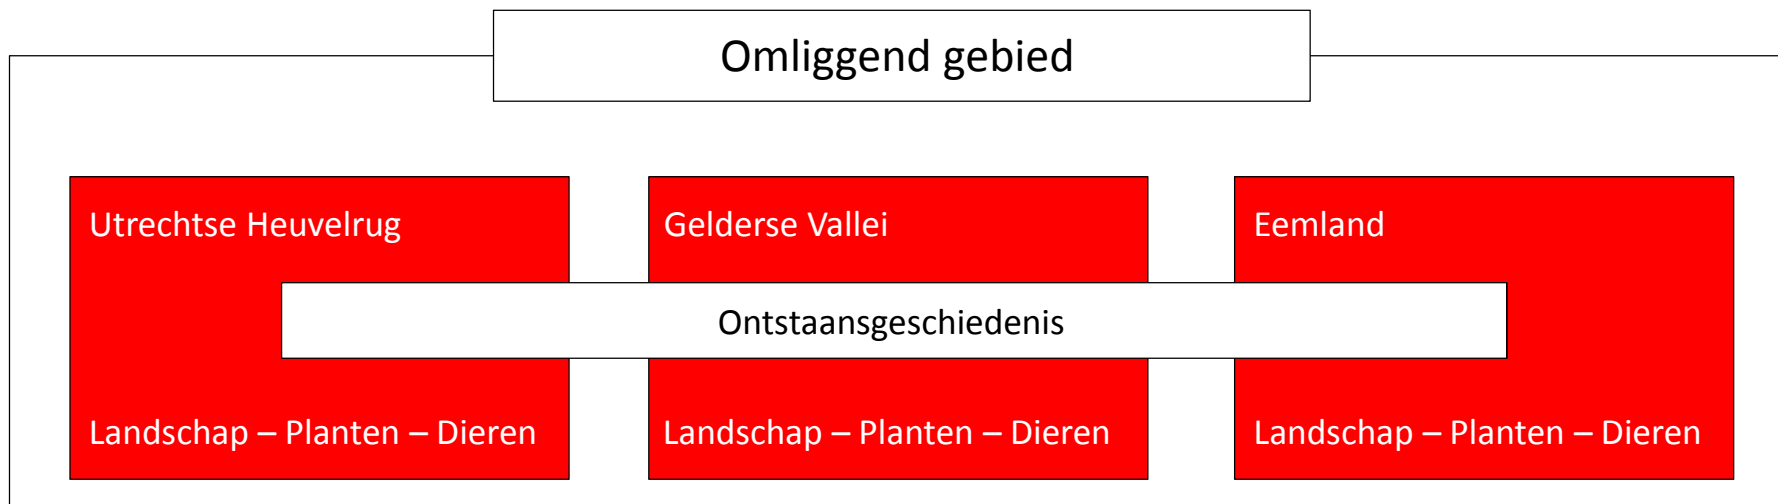 Omliggend gebied
Utrechtse Heuvelrug
Gelderse Vallei
Eemland
Ontstaansgeschiedenis
Landschap – Planten – Dieren
Landschap – Planten – Dieren
Landschap – Planten – Dieren